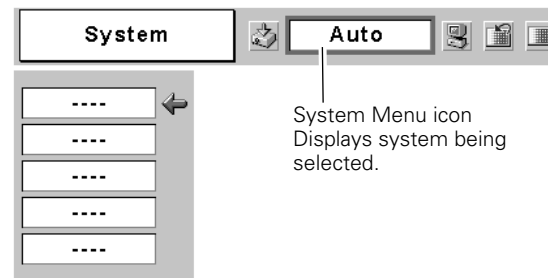 System
Auto
----
----
----
----
----
System Menu icon
Displays system being
selected.